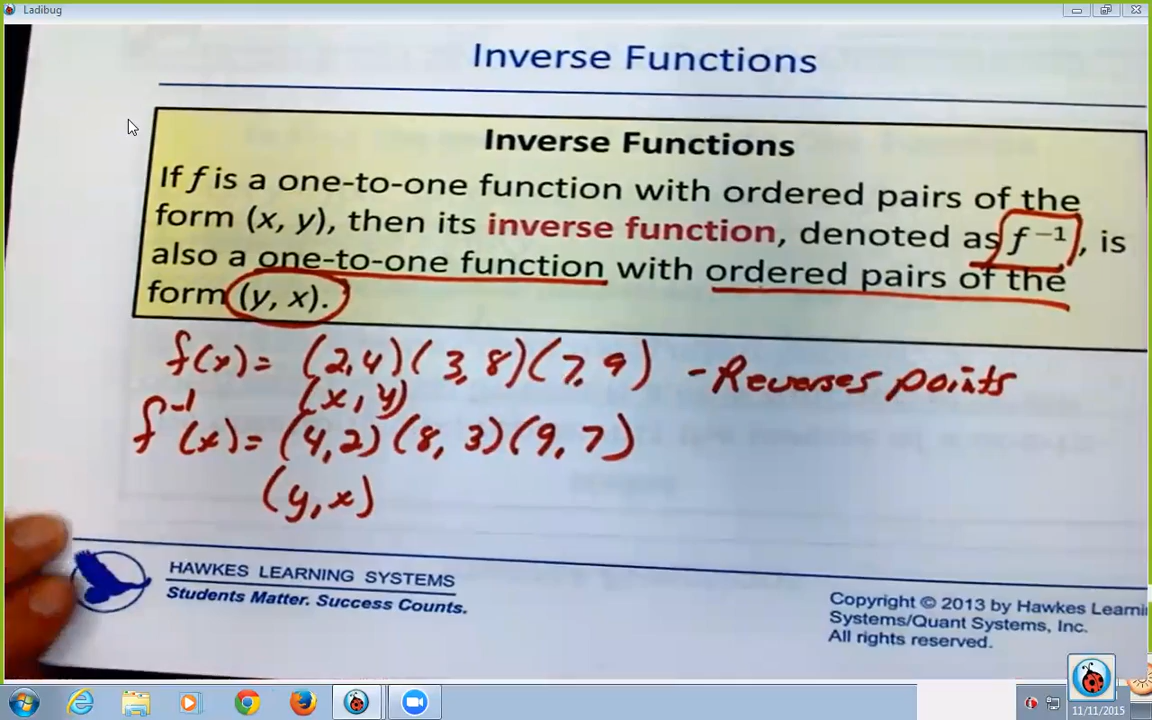 Ladibug
Inverse Functions
Inverse Functions
If f is a one-to-one function with ordered pairs of the
form (x, y), then its inverse function, denoted as f⁻¹, is
also a one-to-one function with ordered pairs of the
form (y, x).
f(x)= (2,4)(3,8)(7,9) -Reverses points
(x,y)
f⁻¹(x)= (4,2)(8,3)(9,7)
(y,x)
HAWKES LEARNING SYSTEMS
Students Matter. Success Counts.
Copyright © 2013 by Hawkes Learni
Systems/Quant Systems, Inc.
All rights reserved.
11/11/2015